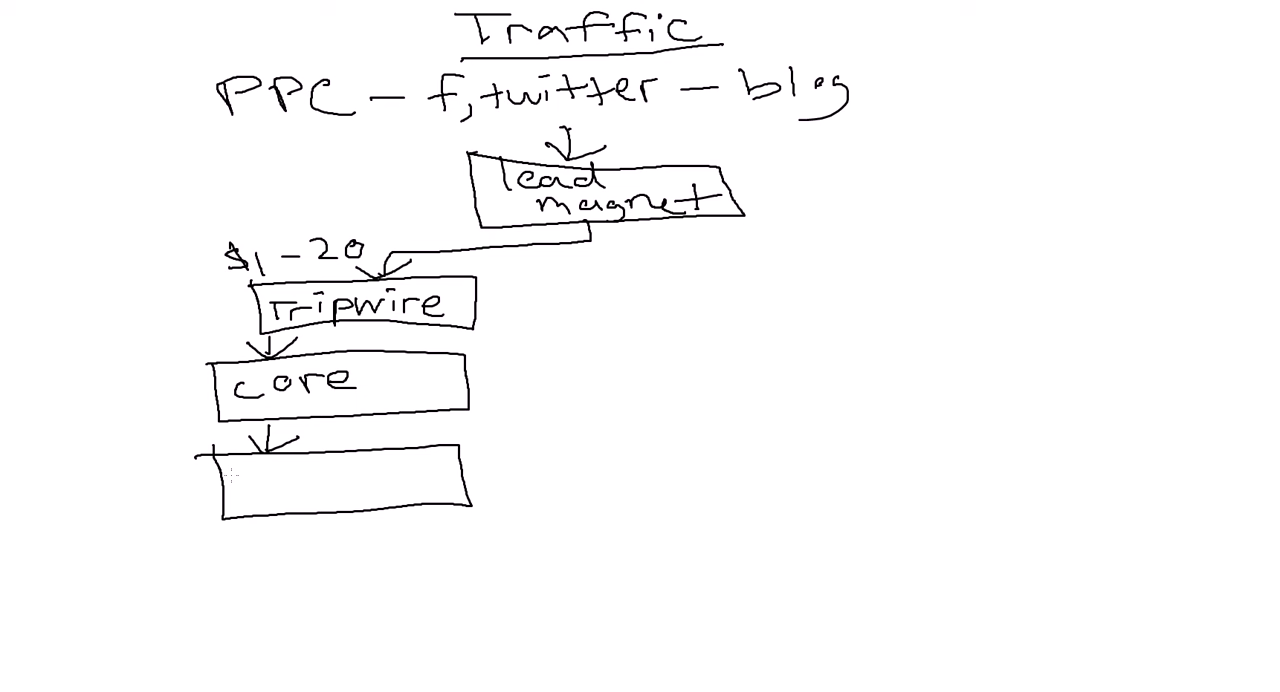 Traffic
PPC - f, twitter - blog
lead
magnet
$1 - 20
Tripwire
core